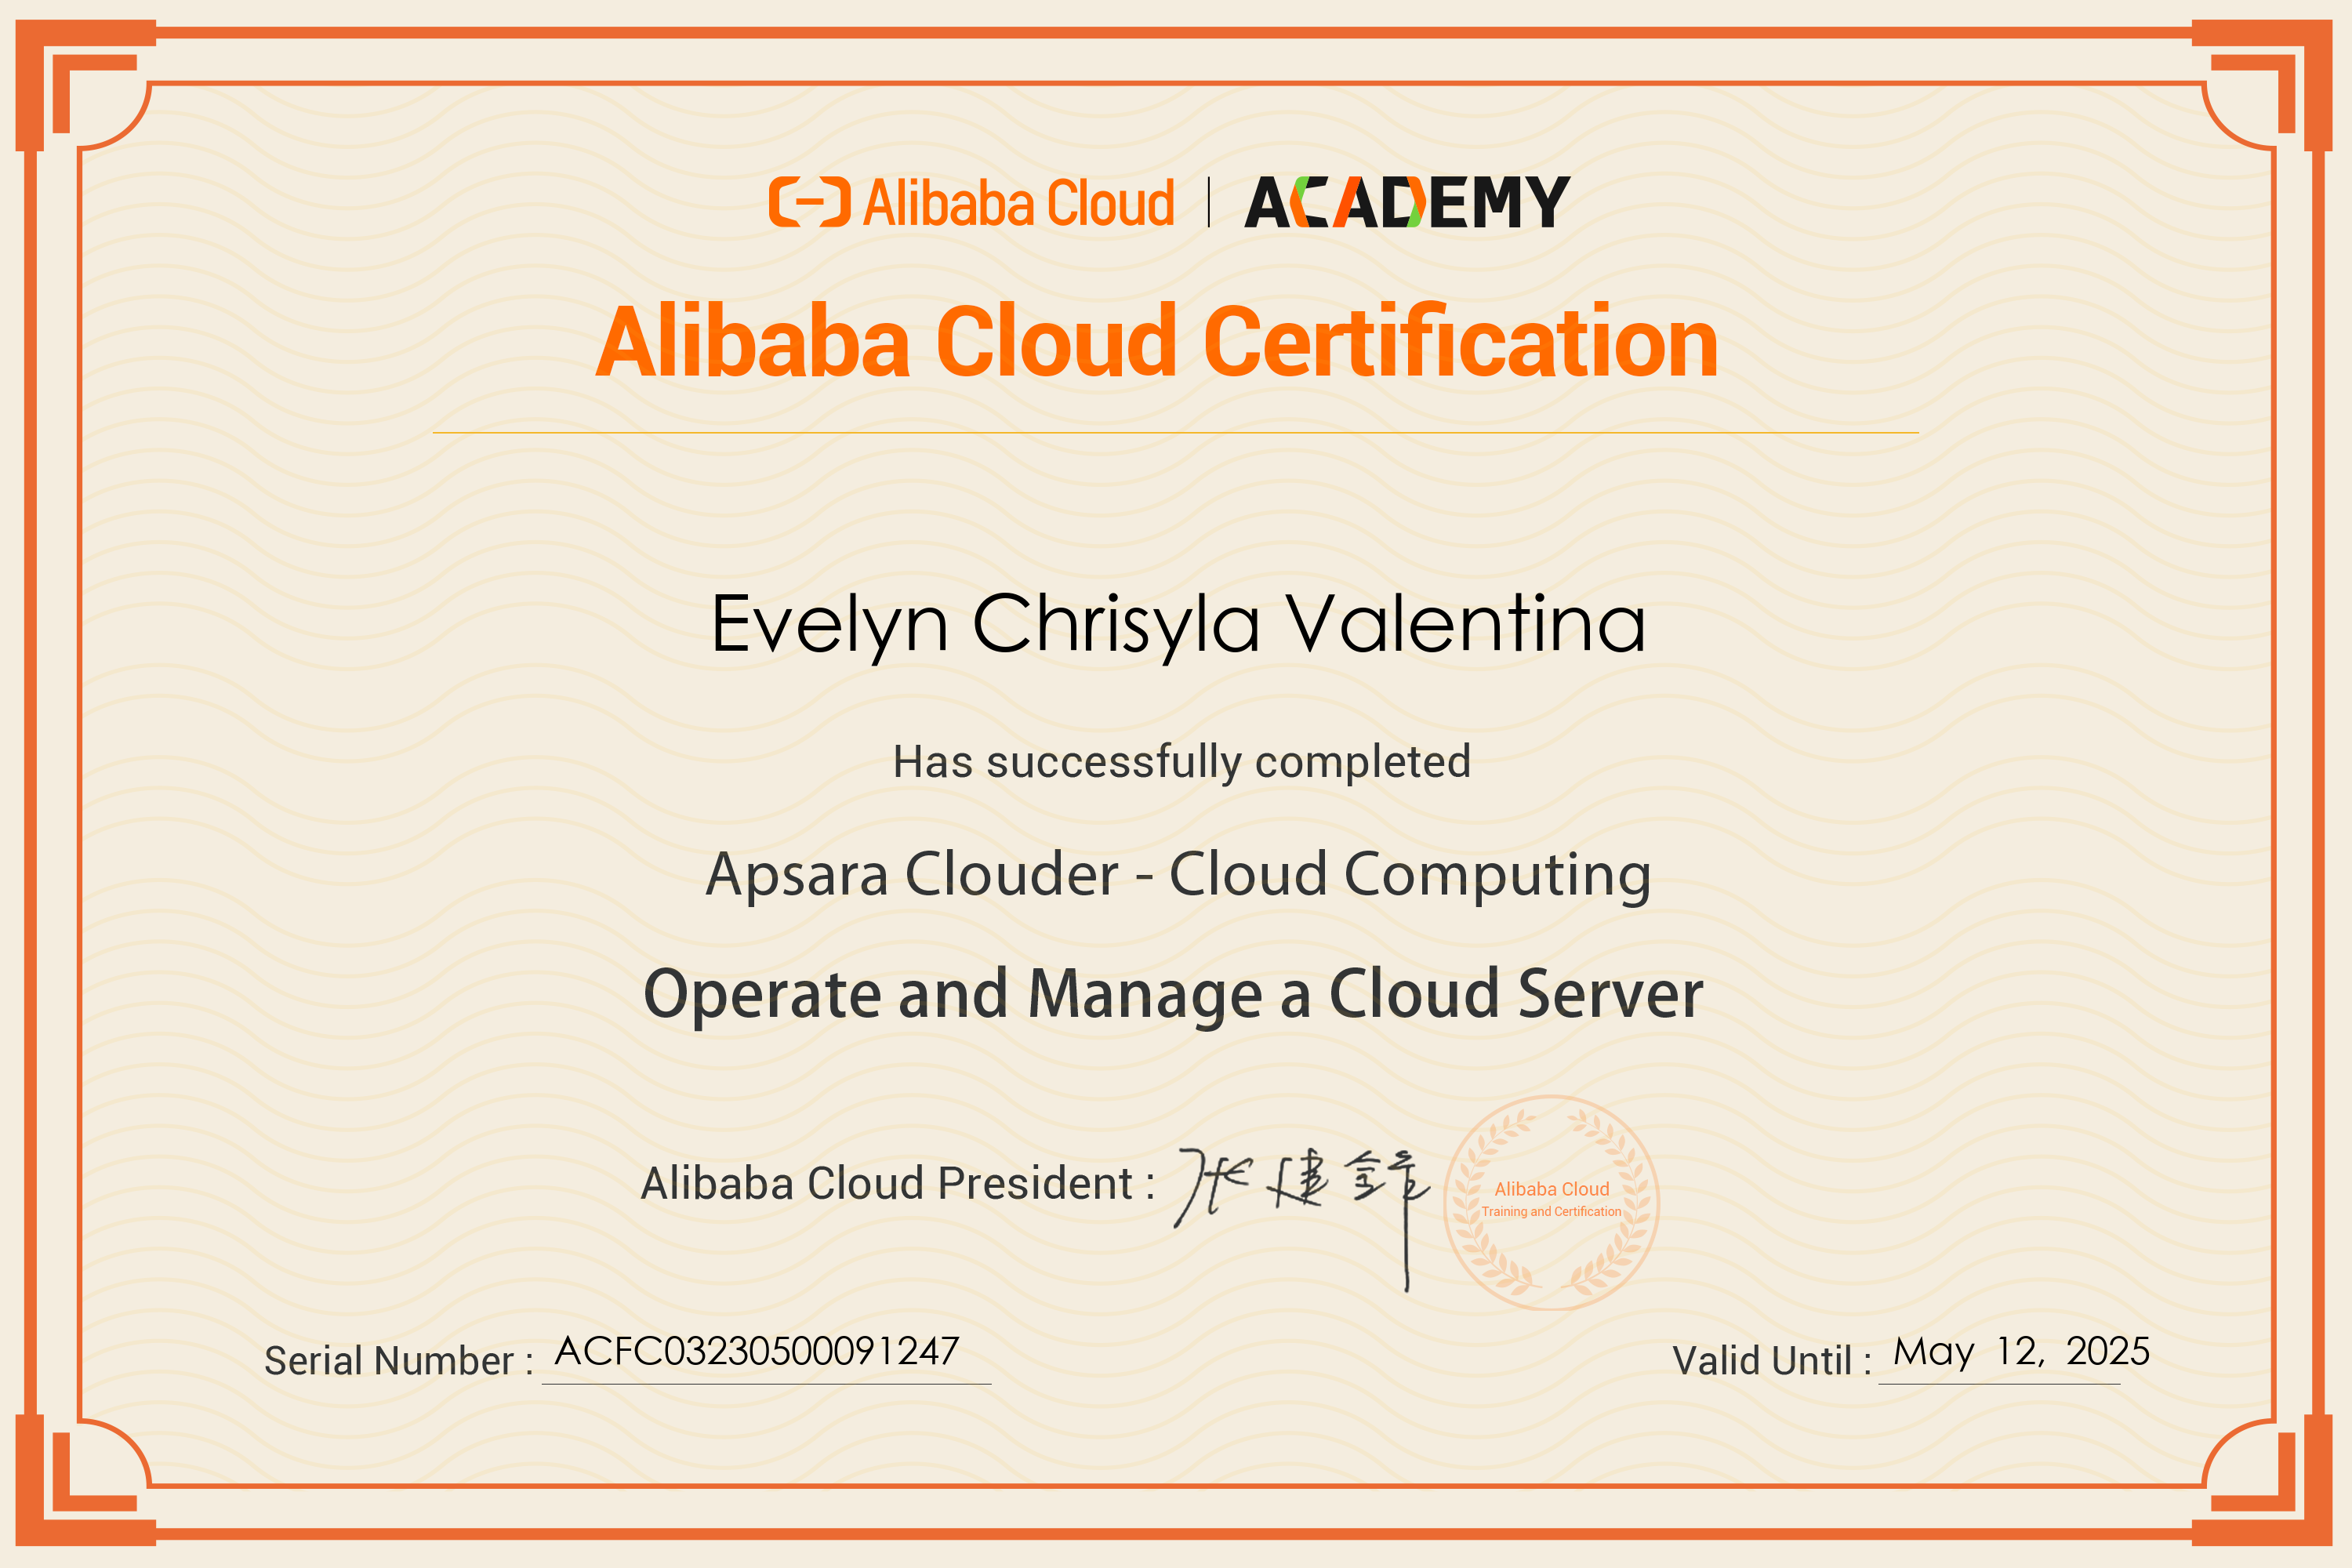 Alibaba Cloud | ACADEMY
Alibaba Cloud Certification
Evelyn Chrisyla Valentina
Has successfully completed
Apsara Clouder - Cloud Computing
Operate and Manage a Cloud Server
Alibaba Cloud President : 张建锋
Alibaba Cloud
Training and Certification
Serial Number : ACFC03230500091247
Valid Until : May 12, 2025